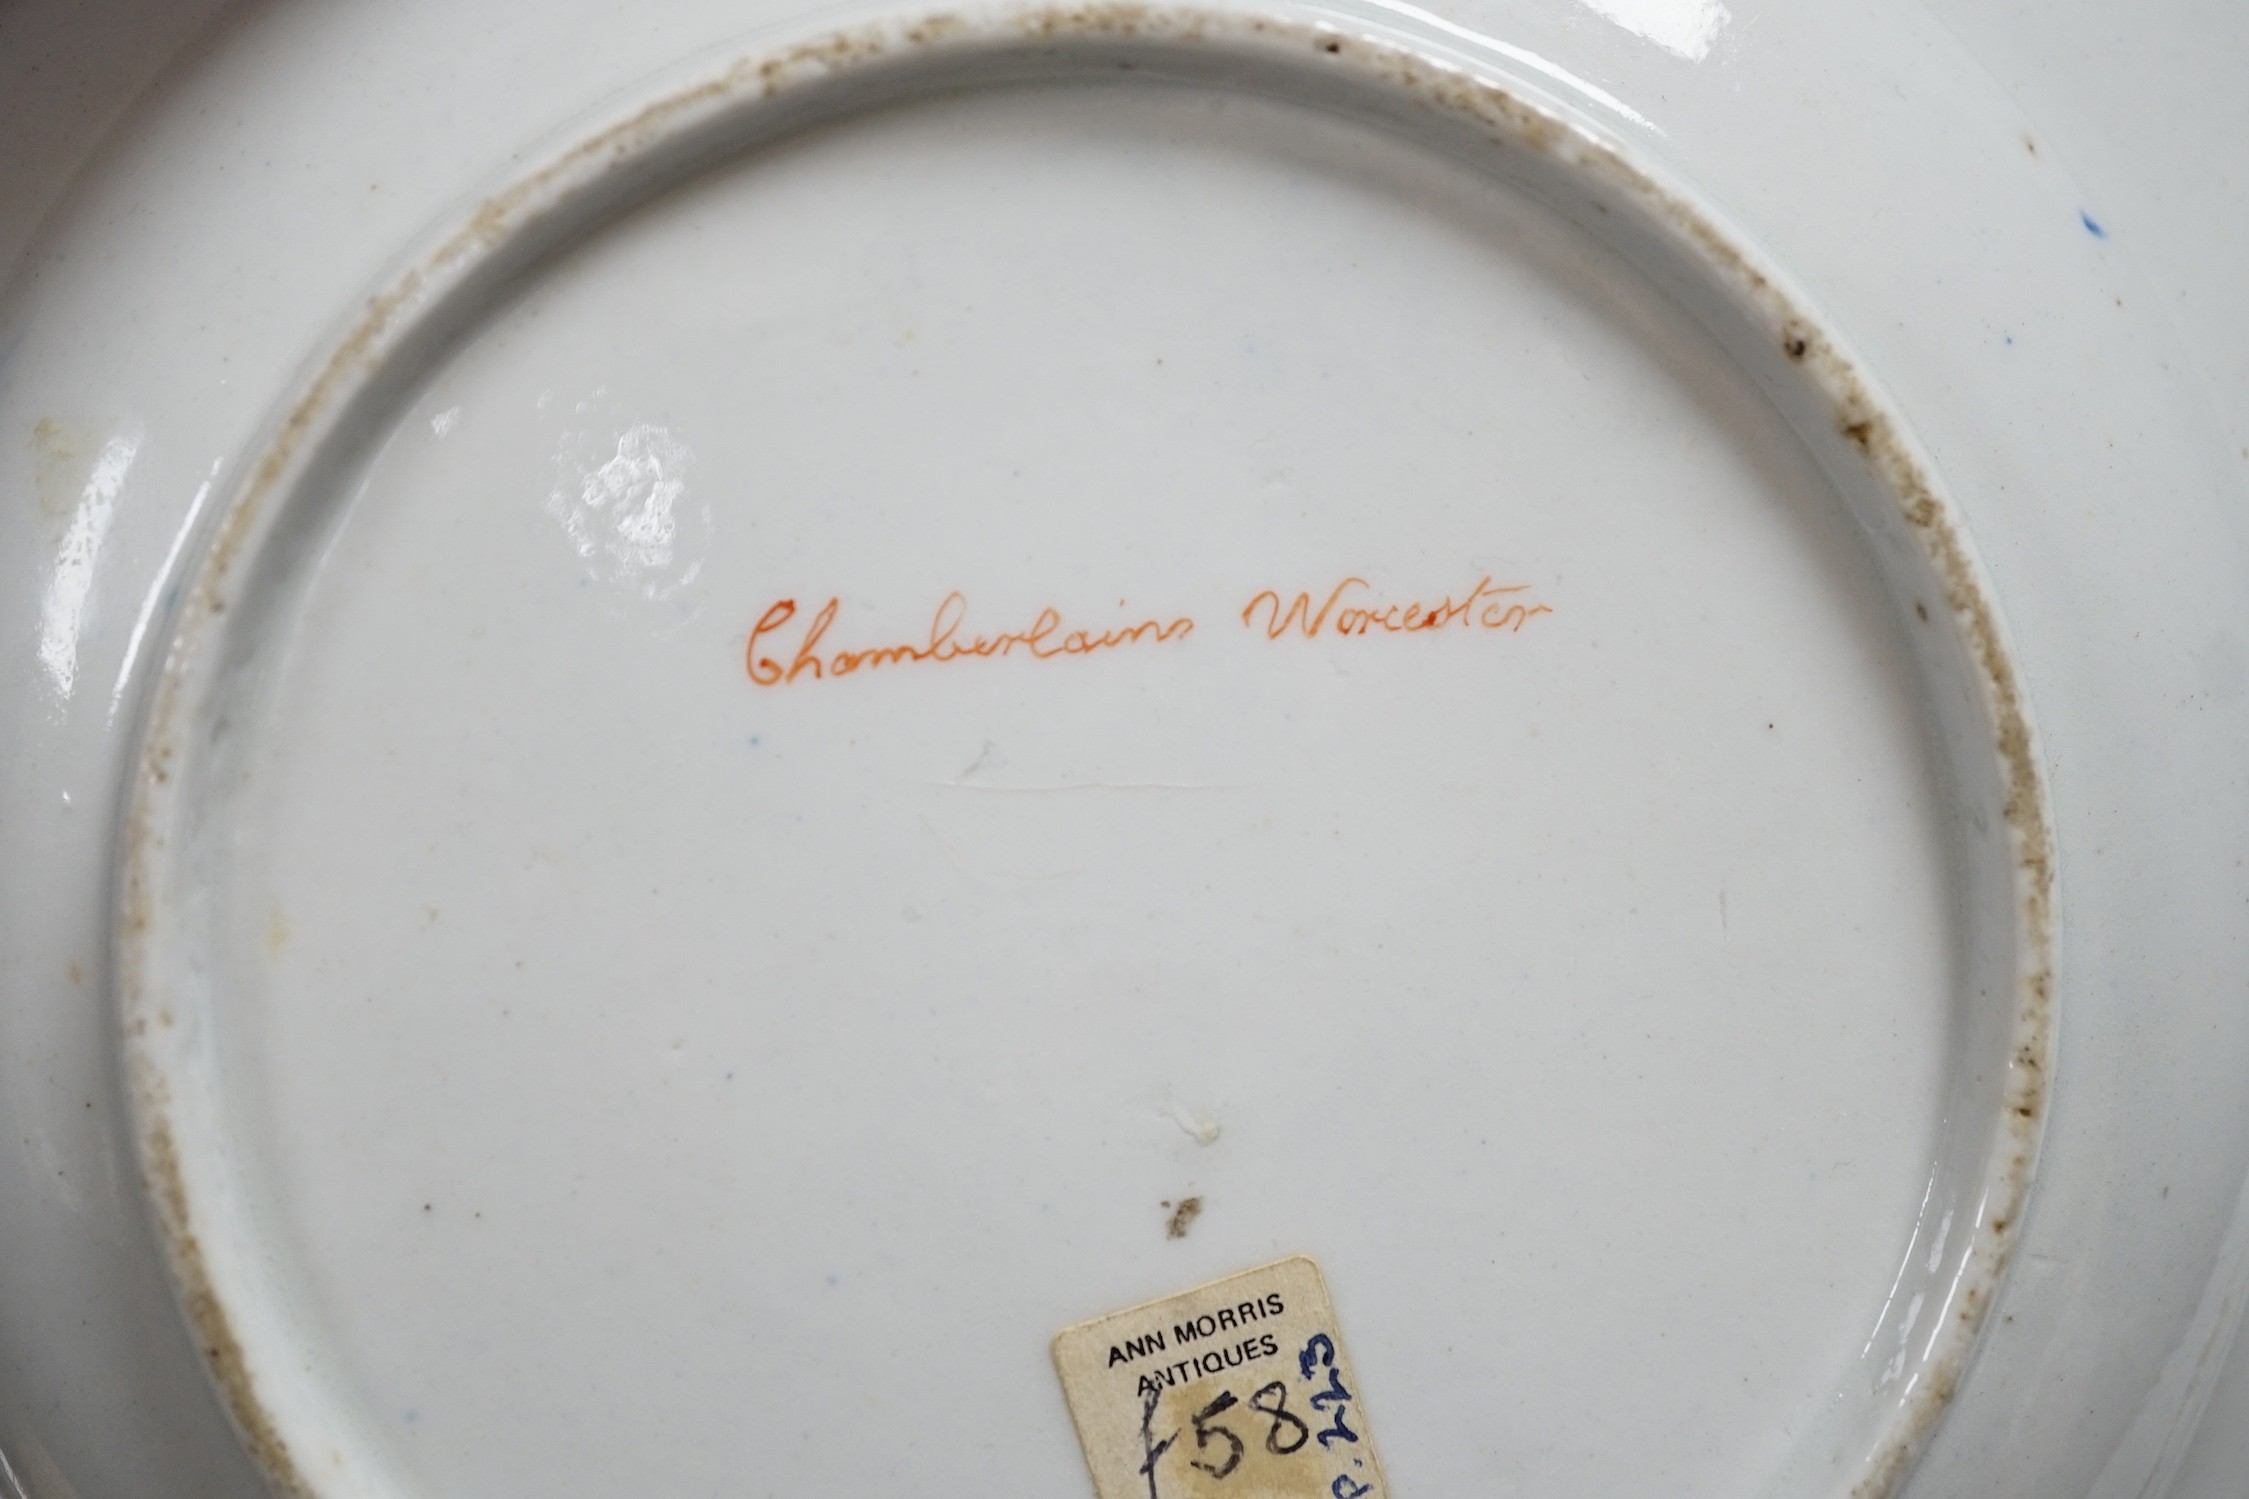 Chamberlains Worcester
ANN MORRIS
ANTIQUES
£58
P.223